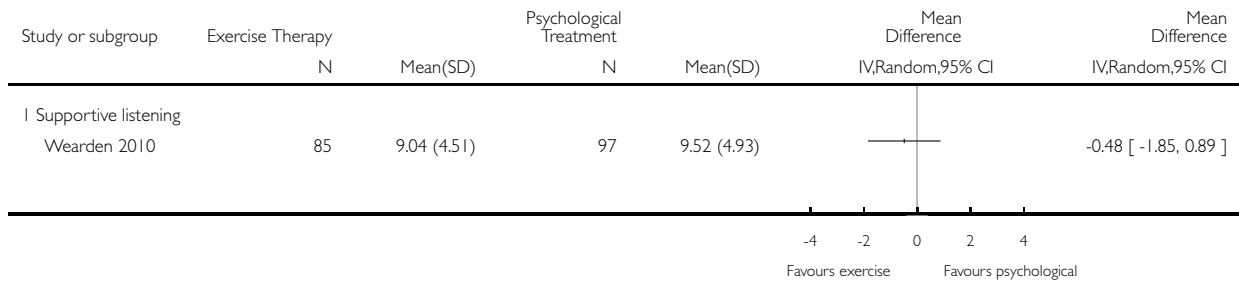 Study or subgroup Exercise Therapy Psychological Treatment Mean Difference Mean Difference
N Mean(SD) N Mean(SD) IV,Random,95% CI IV,Random,95% CI
1 Supportive listening
Wearden 2010 85 9.04 (4.51) 97 9.52 (4.93) -0.48 [ -1.85, 0.89 ]
-4 -2 0 2 4
Favours exercise Favours psychological